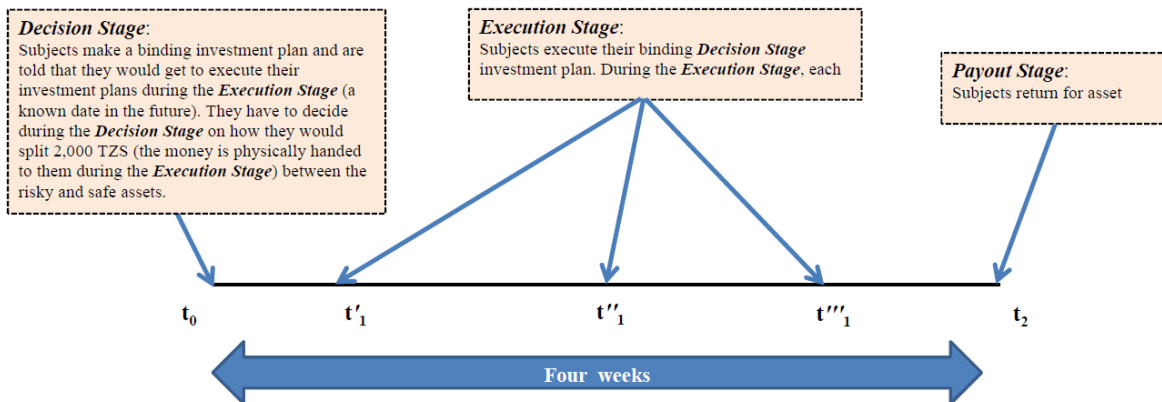 Decision Stage:
Subjects make a binding investment plan and are
told that they would get to execute their
investment plans during the Execution Stage (a
known date in the future). They have to decide
during the Decision Stage on how they would
split 2,000 TZS (the money is physically handed
to them during the Execution Stage) between the
risky and safe assets.
Execution Stage:
Subjects execute their binding Decision Stage
investment plan. During the Execution Stage, each
Payout Stage:
Subjects return for asset
t₀ t′₁ t″₁ t‴₁ t₂
Four weeks